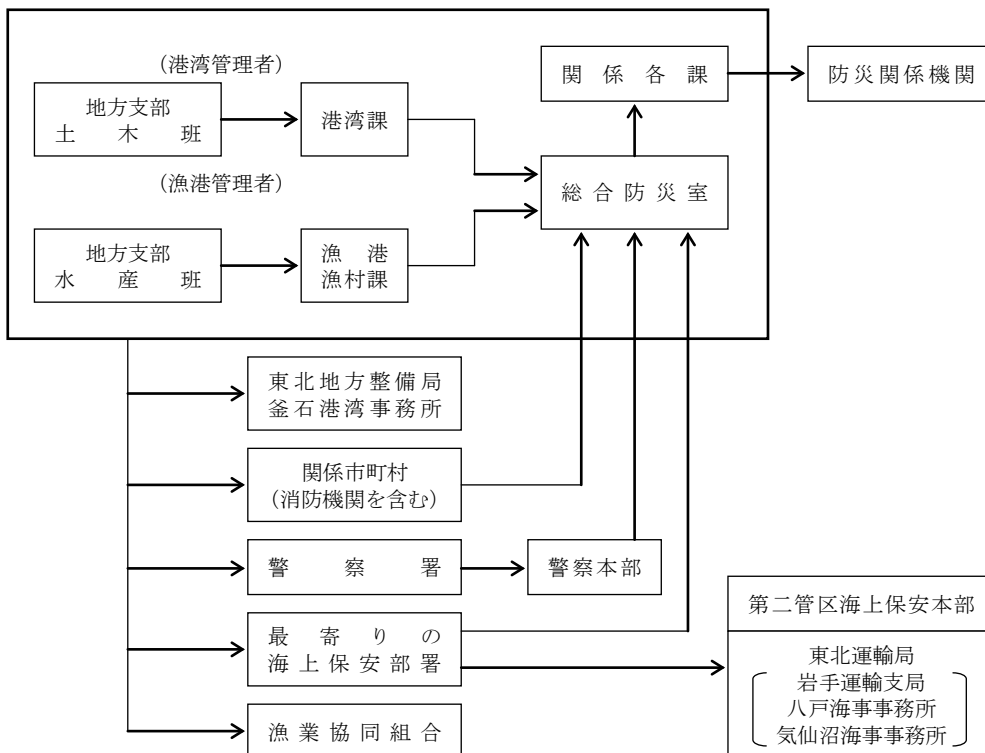 (港湾管理者)
地方支部
土木班
港湾課
関係各課
防災関係機関
(漁港管理者)
総合防災室
地方支部
水産班
漁港
漁村課
東北地方整備局
釜石港湾事務所
関係市町村
(消防機関を含む)
警察署
警察本部
最寄りの
海上保安部署
漁業協同組合
第二管区海上保安本部
東北運輸局
岩手運輸支局
八戸海事事務所
気仙沼海事事務所